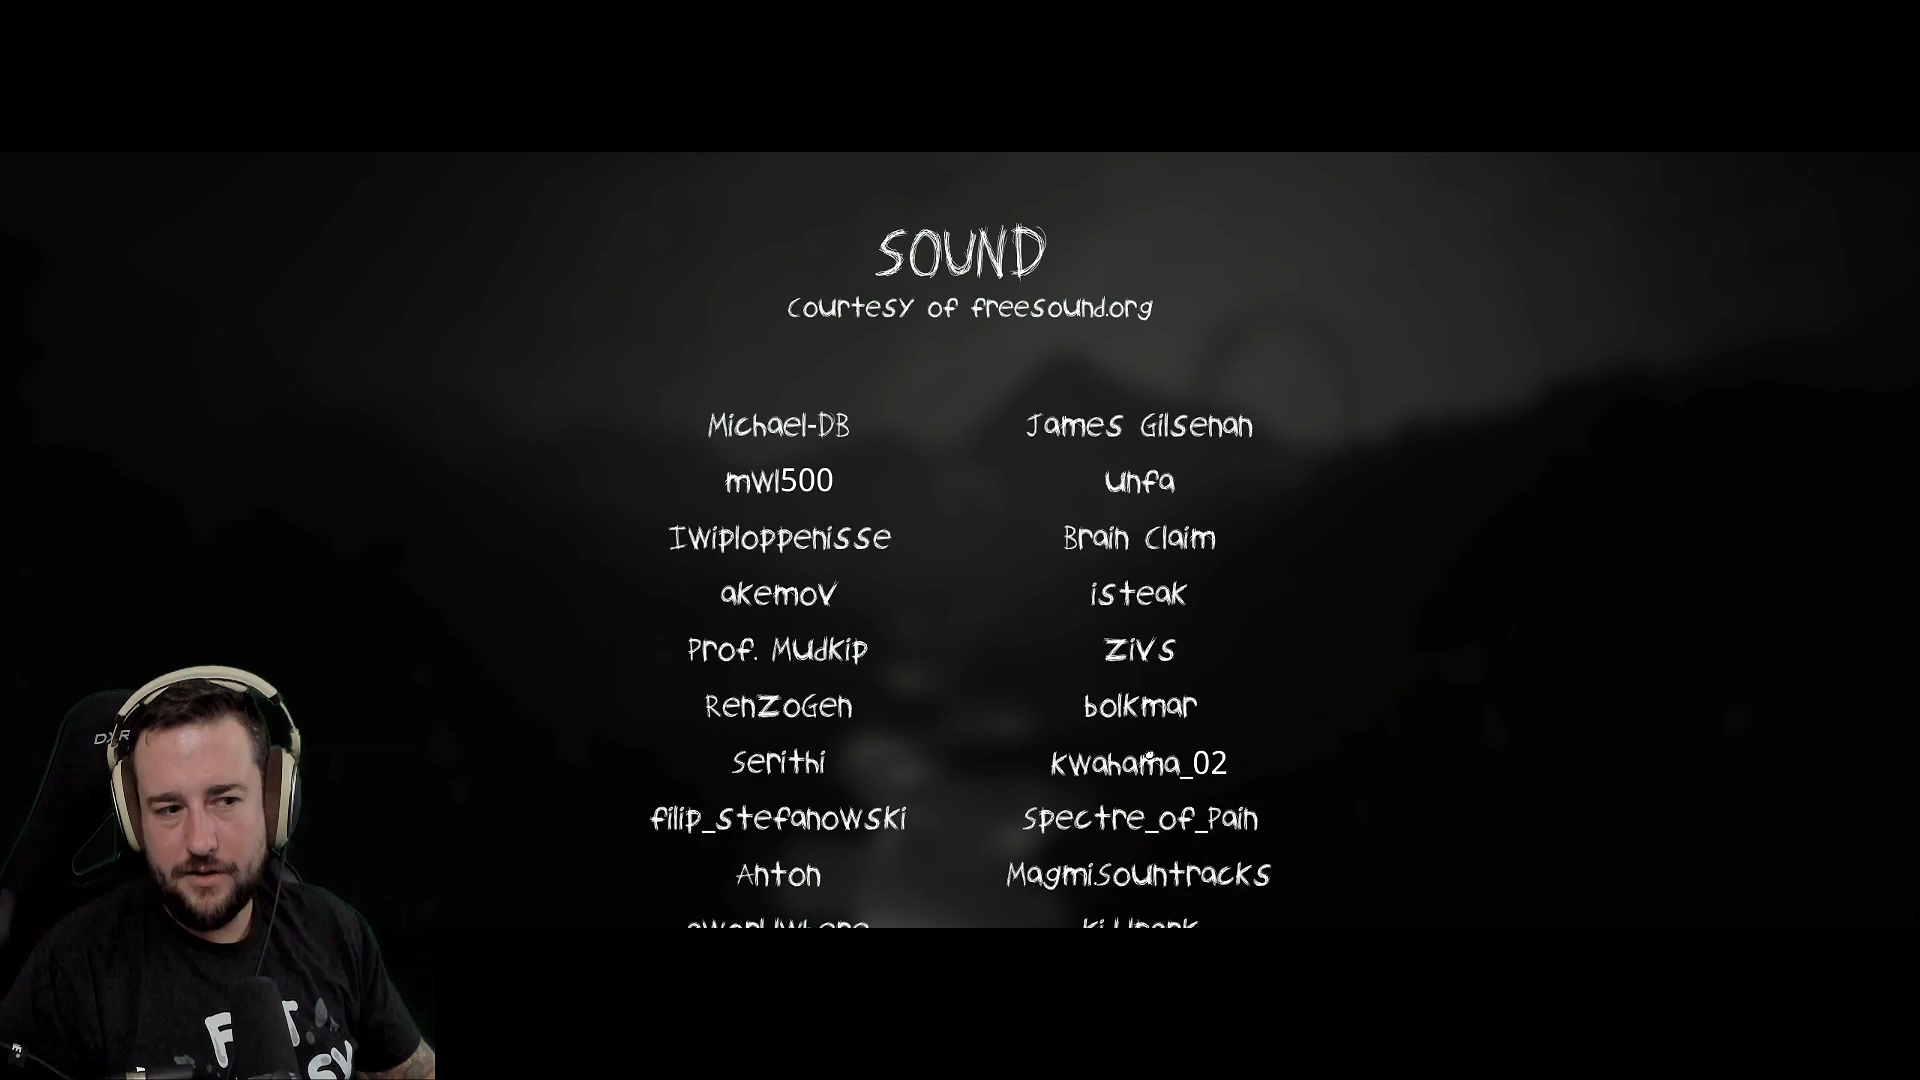 SOUND
Courtesy of freesound.org
Michael-DB
James Gilsenan
mwl500
unfa
IWiploppenisse
Brain Claim
akemov
isteak
Prof. Mudkip
zivs
RenzoGen
bolkmar
Serithi
Kwahama_02
filip_stefanowski
Spectre_of_Pain
Anton
MagmiSountracks
DXR